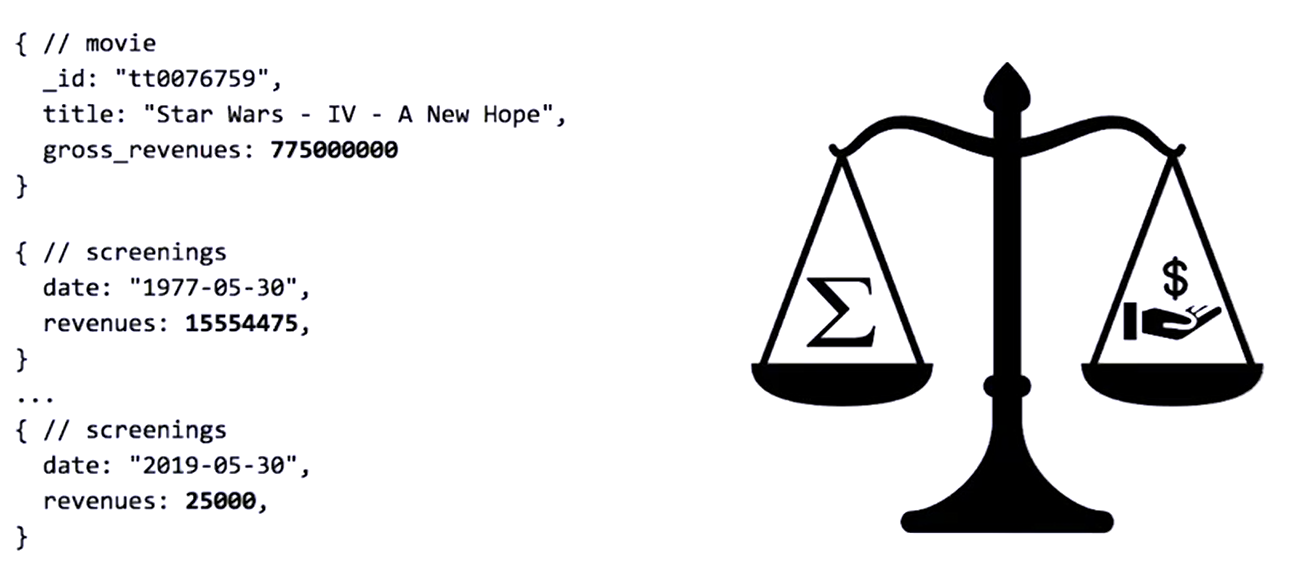 { // movie
_id: "tt0076759",
title: "Star Wars - IV - A New Hope",
gross_revenues: 775000000
}
{ // screenings
date: "1977-05-30",
revenues: 15554475,
}
...
{ // screenings
date: "2019-05-30",
revenues: 25000,
}
Σ
$